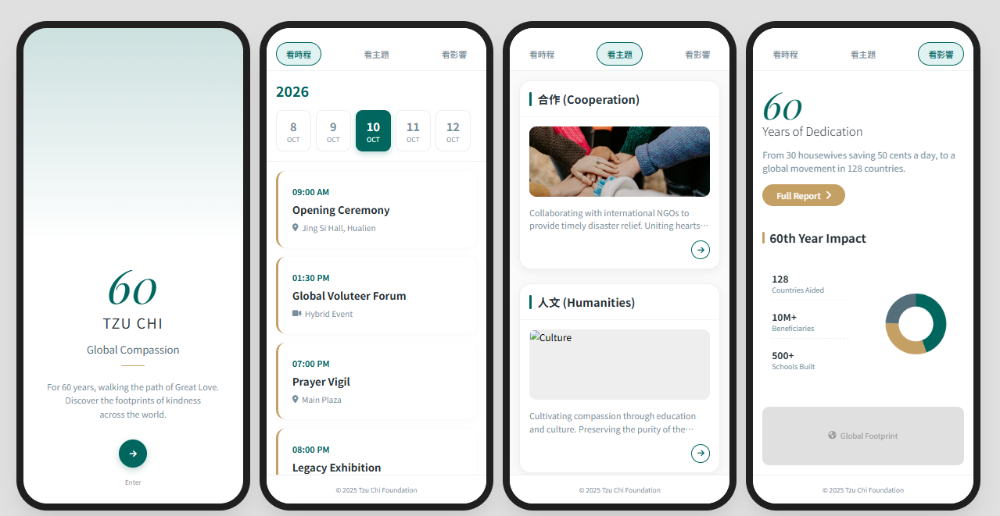 60
TZU CHI
Global Compassion
For 60 years, walking the path of Great Love.
Discover the footprints of kindness
across the world.
Enter
看時程
看主題
看影響
2026
8
OCT
9
OCT
10
OCT
11
OCT
12
OCT
09:00 AM
Opening Ceremony
Jing Si Hall, Hualien
01:30 PM
Global Voluteer Forum
Hybrid Event
07:00 PM
Prayer Vigil
Main Plaza
08:00 PM
Legacy Exhibition
© 2025 Tzu Chi Foundation
看時程
看主題
看影響
合作 (Cooperation)
Collaborating with international NGOs to
provide timely disaster relief. Uniting hearts…
人文 (Humanities)
Culture
Cultivating compassion through education
and culture. Preserving the purity of the…
© 2025 Tzu Chi Foundation
看時程
看主題
看影響
60
Years of Dedication
From 30 housewives saving 50 cents a day, to a
global movement in 128 countries.
Full Report
60th Year Impact
128
Countries Aided
10M+
Beneficiaries
500+
Schools Built
Global Footprint
© 2025 Tzu Chi Foundation